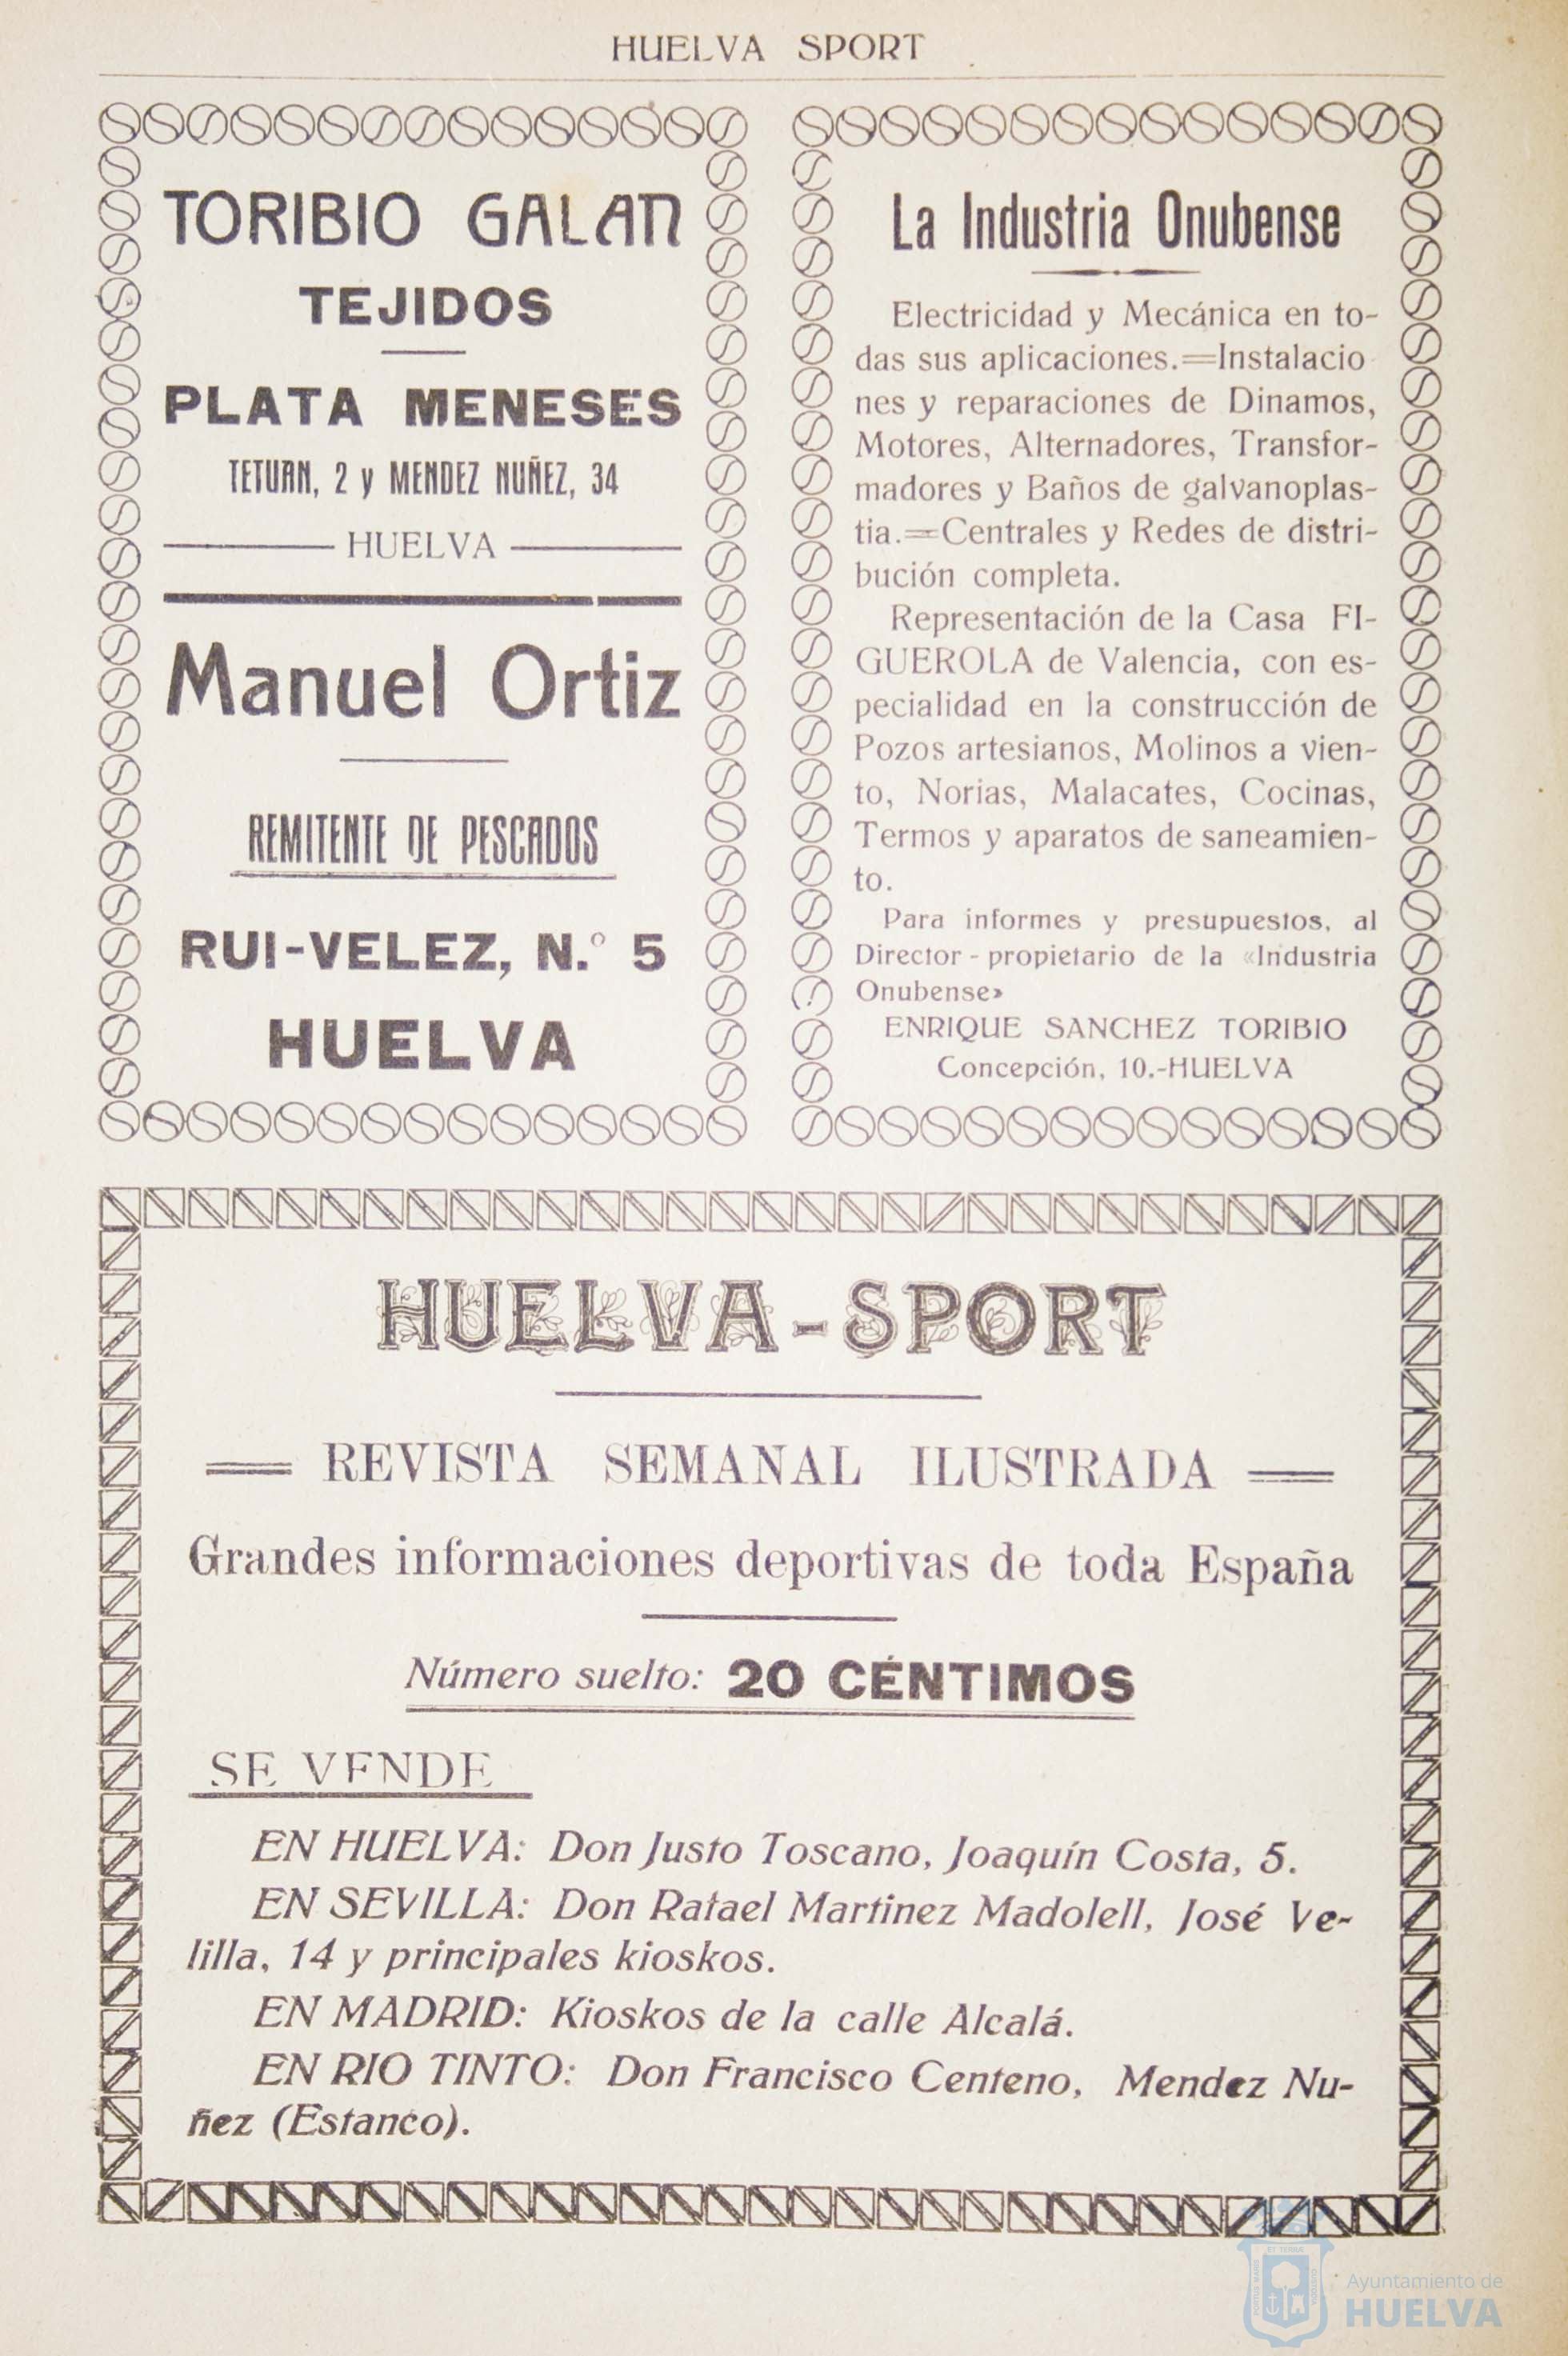 HUELVA SPORT
TORIBIO GALAN
TEJIDOS
PLATA MENESES
TETUAN, 2 y MENDEZ NUÑEZ, 34
HUELVA
Manuel Ortiz
REMITENTE DE PESCADOS
RUI-VELEZ, N.º 5
HUELVA
La Industria Onubense
Electricidad y Mecánica en to-
das sus aplicaciones.=Instalacio
nes y reparaciones de Dinamos,
Motores, Alternadores, Transfor-
madores y Baños de galvanoplas-
tia.=Centrales y Redes de distri-
bución completa.
Representación de la Casa FI-
GUEROLA de Valencia, con es-
pecialidad en la construcción de
Pozos artesianos, Molinos a vien-
to, Norias, Malacates, Cocinas,
Termos y aparatos de saneamien-
to.
Para informes y presupuestos, al
Director - propietario de la «Industria
Onubense»
ENRIQUE SANCHEZ TORIBIO
Concepción, 10.-HUELVA
HUELVA-SPORT
REVISTA SEMANAL ILUSTRADA
Grandes informaciones deportivas de toda España
Número suelto: 20 CÉNTIMOS
SE VENDE
EN HUELVA: Don Justo Toscano, Joaquín Costa, 5.
EN SEVILLA: Don Rafael Martinez Madolell, José Ve-
lilla, 14 y principales kioskos.
EN MADRID: Kioskos de la calle Alcalá.
EN RIO TINTO: Don Francisco Centeno, Mendez Nu-
ñez (Estanco).
Ayuntamiento de
HUELVA